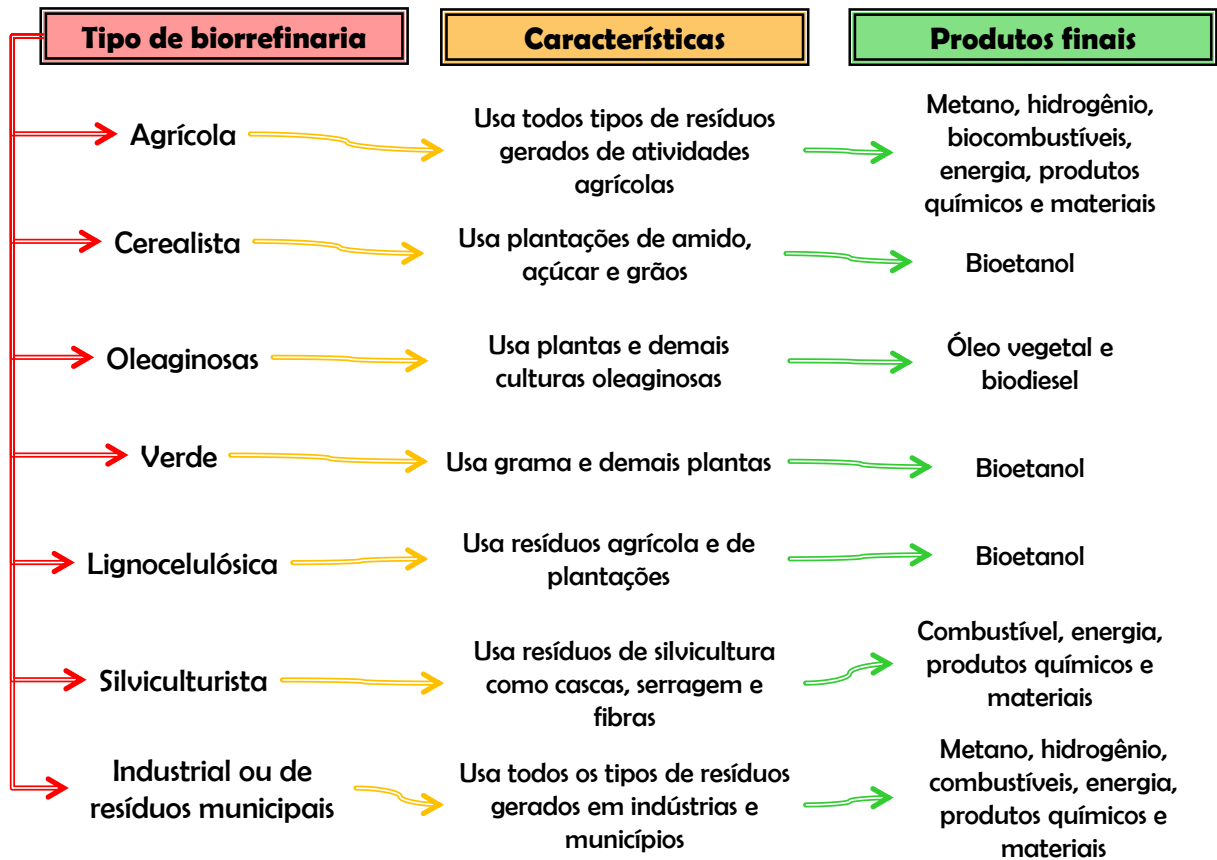 Tipo de biorrefinaria
Características
Produtos finais
Agrícola
Usa todos tipos de resíduos
gerados de atividades
agrícolas
Metano, hidrogênio,
biocombustíveis,
energia, produtos
químicos e materiais
Cerealista
Usa plantações de amido,
açúcar e grãos
Bioetanol
Oleaginosas
Usa plantas e demais
culturas oleaginosas
Óleo vegetal e
biodiesel
Verde
Usa grama e demais plantas
Bioetanol
Lignocelulósica
Usa resíduos agrícola e de
plantações
Bioetanol
Silviculturista
Usa resíduos de silvicultura
como cascas, serragem e
fibras
Combustível, energia,
produtos químicos e
materiais
Industrial ou de
resíduos municipais
Usa todos os tipos de resíduos
gerados em indústrias e
municípios
Metano, hidrogênio,
combustíveis, energia,
produtos químicos e
materiais